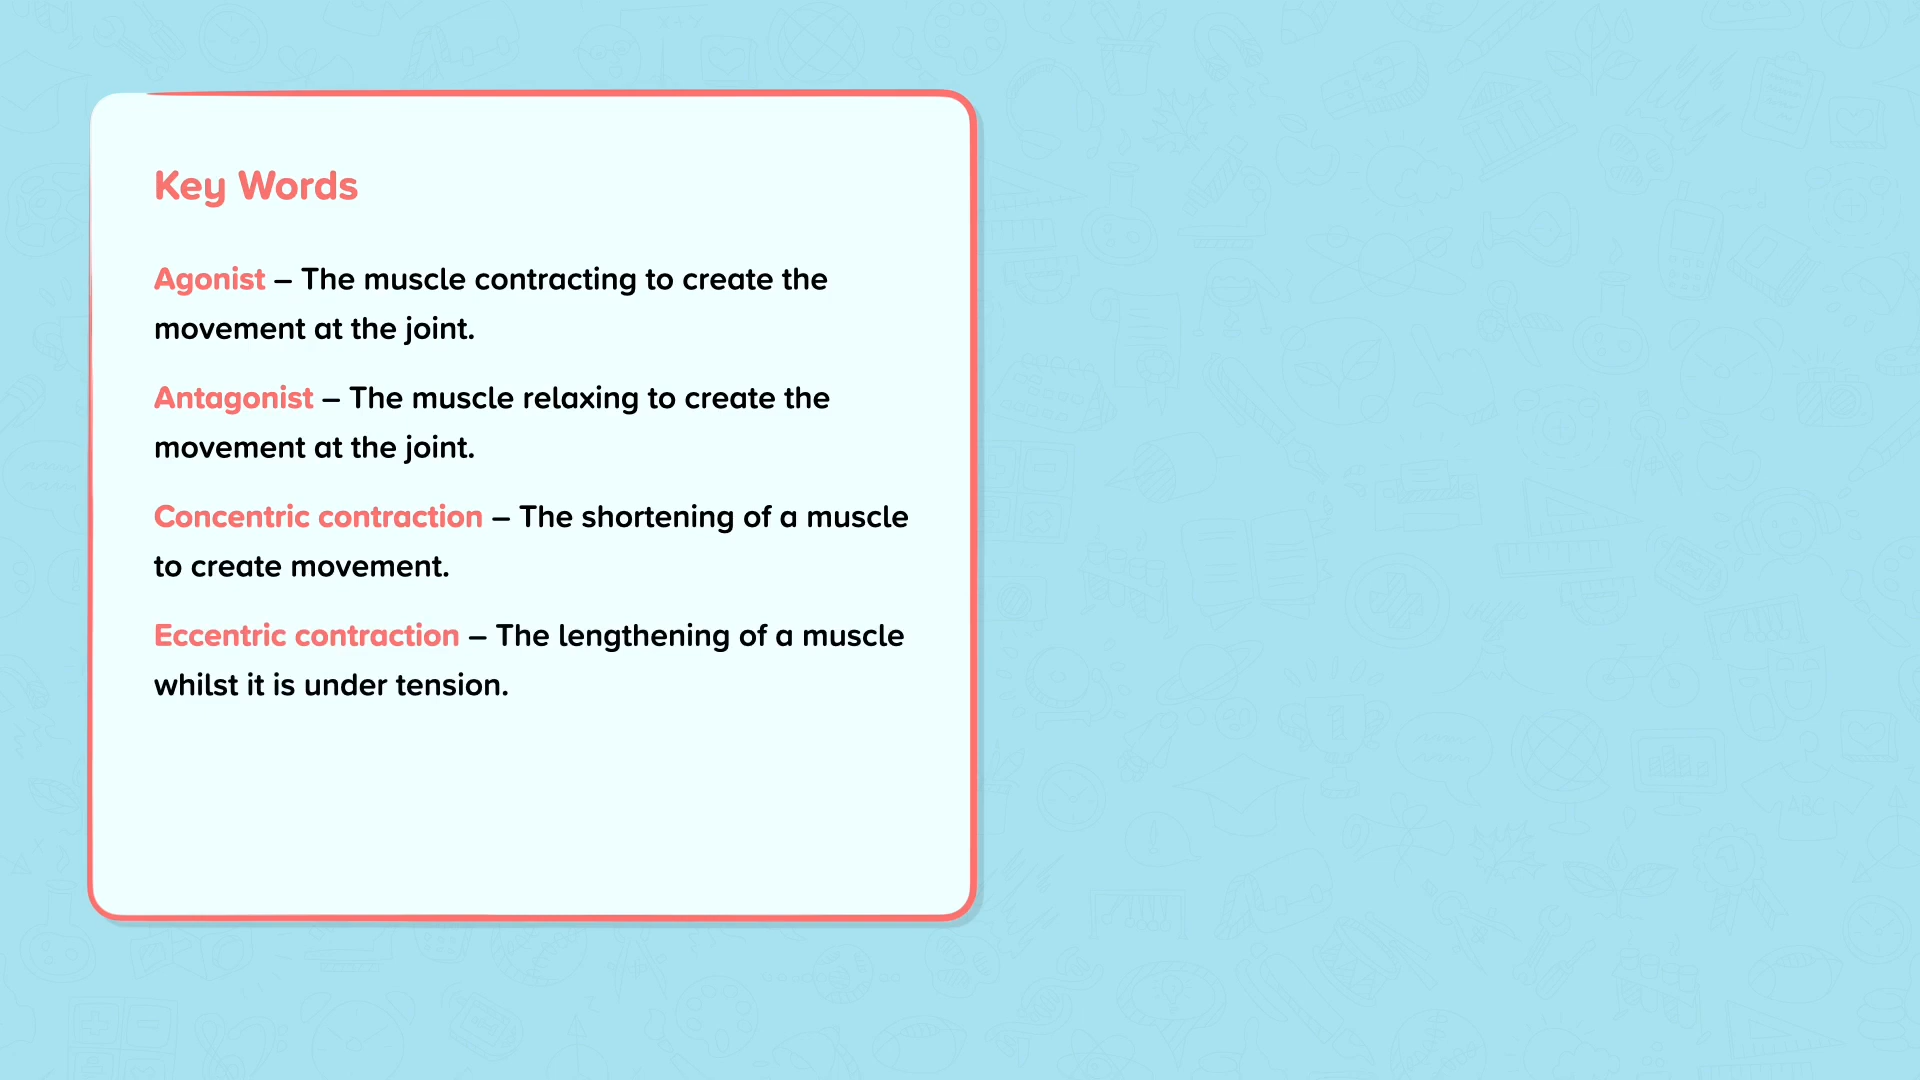 Key Words
Agonist – The muscle contracting to create the
movement at the joint.
Antagonist – The muscle relaxing to create the
movement at the joint.
Concentric contraction – The shortening of a muscle
to create movement.
Eccentric contraction – The lengthening of a muscle
whilst it is under tension.